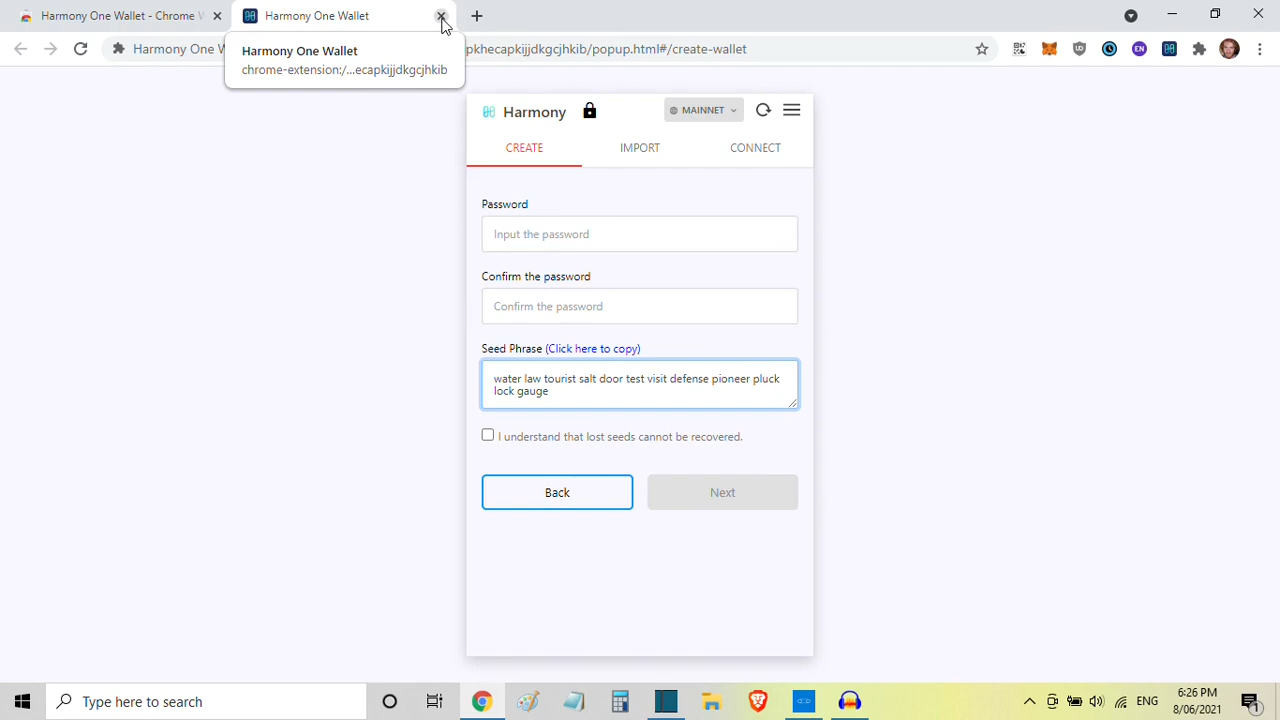 Harmony One Wallet - Chrome W
Harmony One Wallet
Harmony One W
pkhecapkijjdkgcjhkib/popup.html#/create-wallet
Harmony One Wallet
chrome-extension:/...ecapkijjdkgcjhkib
EN
Harmony
MAINNET
CREATE
IMPORT
CONNECT
Password
Input the password
Confirm the password
Confirm the password
Seed Phrase (Click here to copy)
water law tourist salt door test visit defense pioneer pluck
lock gauge
I understand that lost seeds cannot be recovered.
Back
Next
Type here to search
ENG
6:26 PM
8/06/2021
1